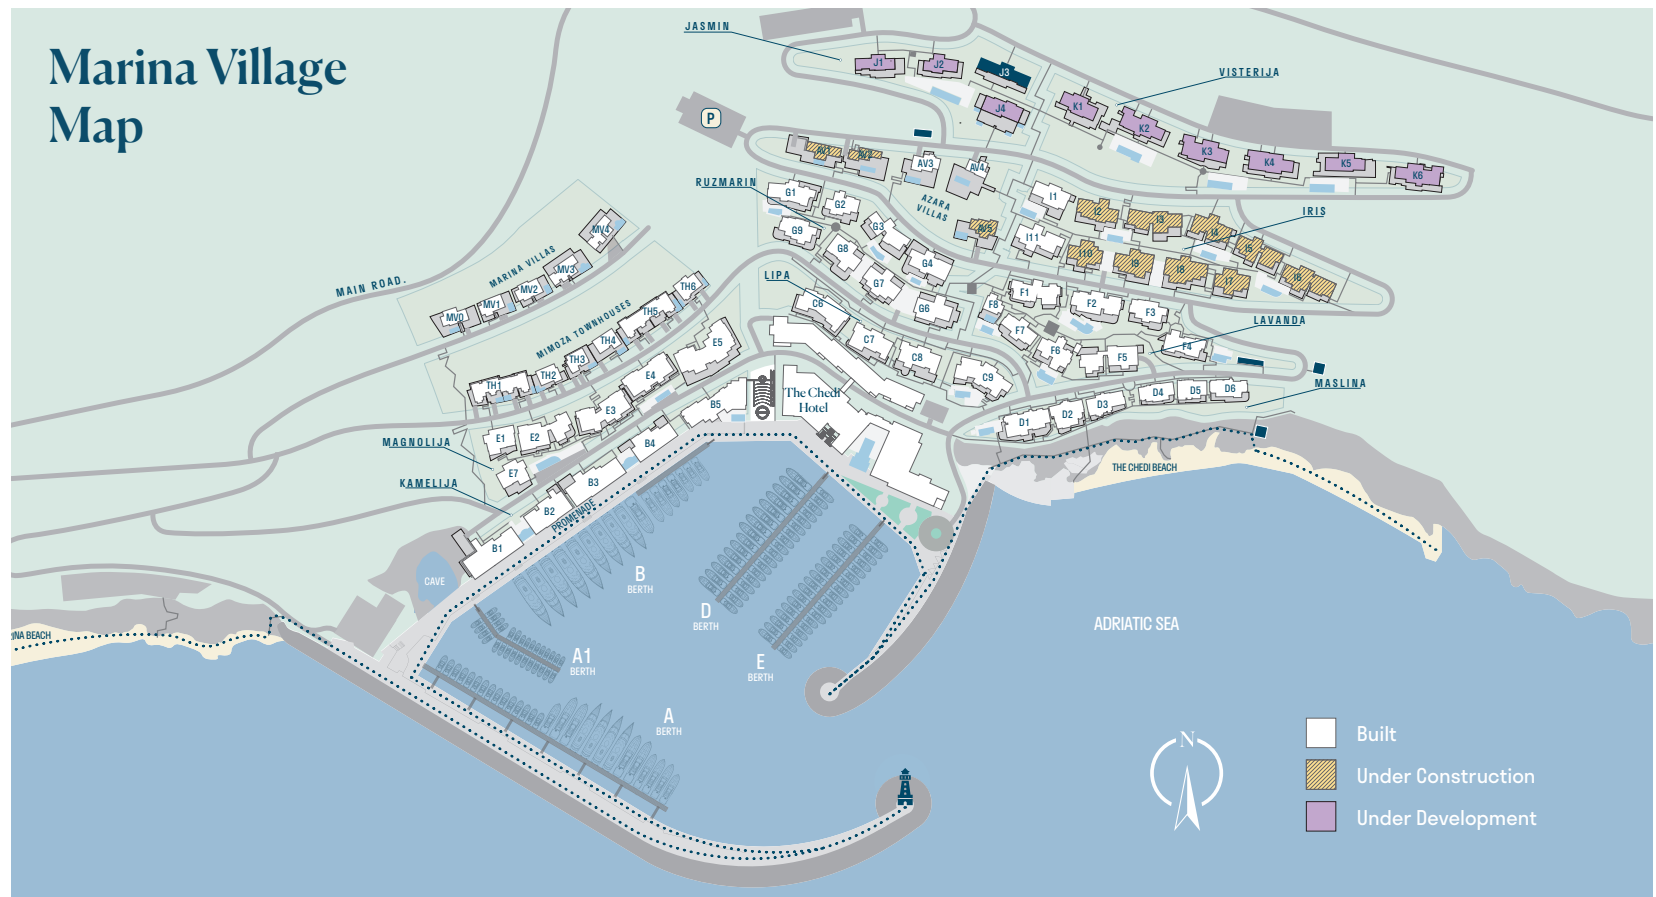 Marina Village
Map
JASMIN
J1
J2
J3
J4
VISTERIJA
K1
K2
K3
K4
K5
K6
P
AV3
AV4
AZARA
VILLAS
AV5
RUZMARIN
G1
G2
G3
G4
G9
G8
G7
G6
I1
I2
I3
I4
I5
I6
I7
I8
I9
I10
I11
IRIS
MAIN ROAD.
MARINA VILLAS
MV0
MV1
MV2
MV3
MV4
MIMOZA TOWNHOUSES
TH1
TH2
TH3
TH4
TH5
TH6
LIPA
C6
C7
C8
C9
F1
F2
F3
F4
F5
F6
F7
F8
LAVANDA
MASLINA
D1
D2
D3
D4
D5
D6
E1
E2
E3
E4
E5
E7
MAGNOLIJA
KAMELIJA
B1
B2
B3
B4
B5
PROMENADE
The Chedi
Hotel
THE CHEDI BEACH
CAVE
NA BEACH
B
BERTH
D
BERTH
E
BERTH
A1
BERTH
A
BERTH
ADRIATIC SEA
N
Built
Under Construction
Under Development